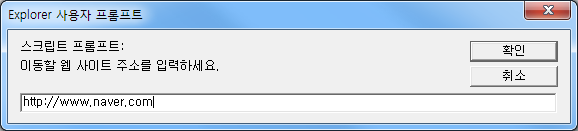 Explorer 사용자 프롬프트
스크립트 프롬프트:
확인
이동할 웹 사이트 주소를 입력하세요.
취소
http://www.naver.com